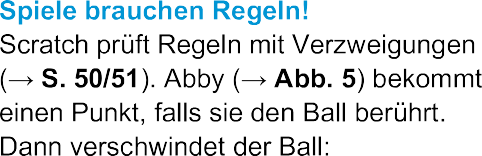 Spiele brauchen Regeln!
Scratch prüft Regeln mit Verzweigungen
(→ S. 50/51). Abby (→ Abb. 5) bekommt
einen Punkt, falls sie den Ball berührt.
Dann verschwindet der Ball: